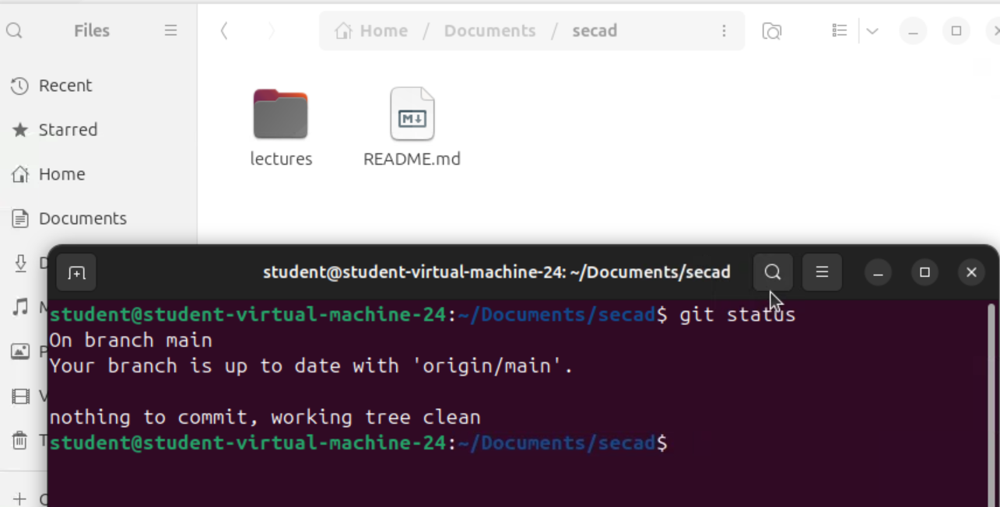 Files
Home / Documents / secad
Recent
Starred
Home
Documents
lectures
README.md
student@student-virtual-machine-24: ~/Documents/secad
student@student-virtual-machine-24:~/Documents/secad$ git status
On branch main
Your branch is up to date with 'origin/main'.
nothing to commit, working tree clean
student@student-virtual-machine-24:~/Documents/secad$